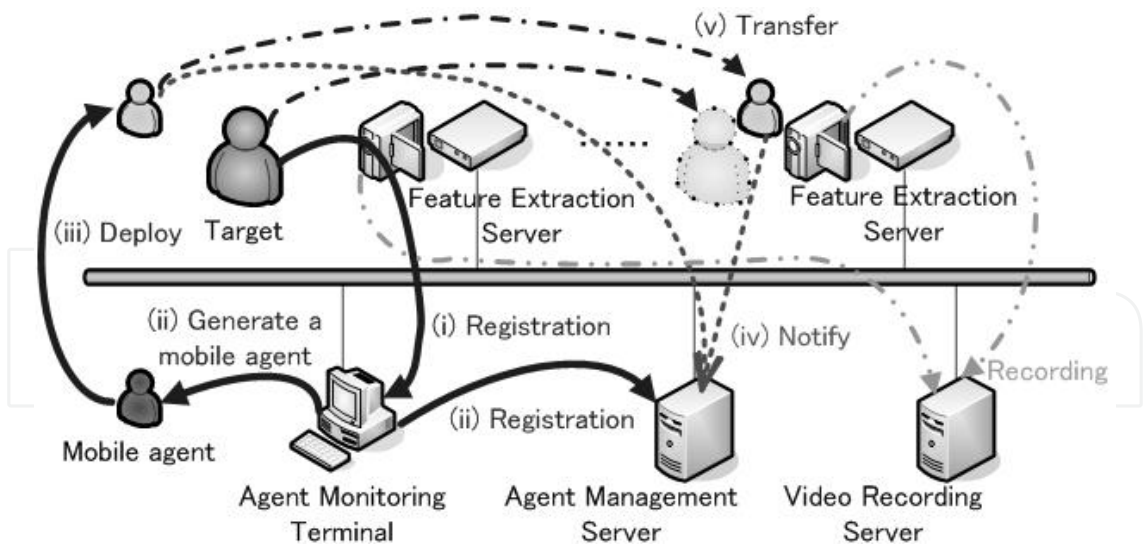 (v) Transfer
(iii) Deploy
Target
Feature Extraction
Server
Feature Extraction
Server
(ii) Generate a
mobile agent
(i) Registration
(iv) Notify
Recording
(ii) Registration
Mobile agent
Agent Monitoring
Terminal
Agent Management
Server
Video Recording
Server